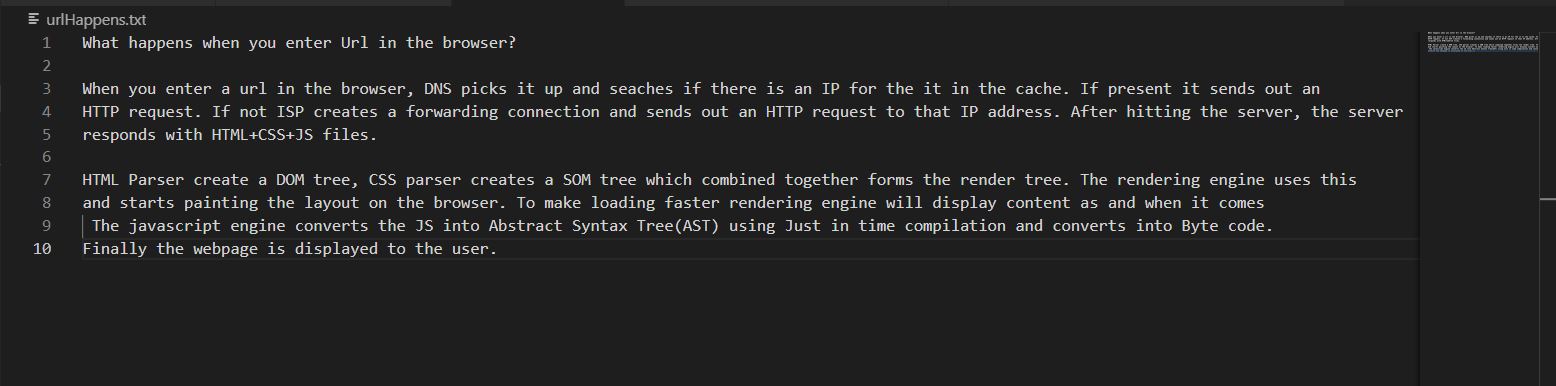 urlHappens.txt
1 What happens when you enter Url in the browser?
2
3 When you enter a url in the browser, DNS picks it up and seaches if there is an IP for the it in the cache. If present it sends out an
4 HTTP request. If not ISP creates a forwarding connection and sends out an HTTP request to that IP address. After hitting the server, the server
5 responds with HTML+CSS+JS files.
6
7 HTML Parser create a DOM tree, CSS parser creates a SOM tree which combined together forms the render tree. The rendering engine uses this
8 and starts painting the layout on the browser. To make loading faster rendering engine will display content as and when it comes
9 The javascript engine converts the JS into Abstract Syntax Tree(AST) using Just in time compilation and converts into Byte code.
10 Finally the webpage is displayed to the user.